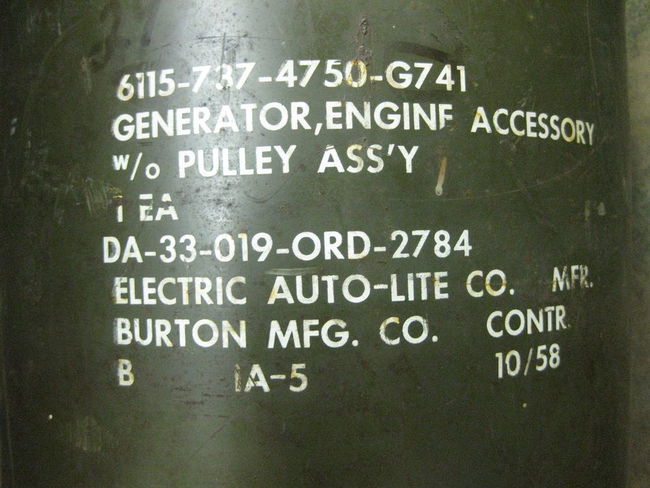 6115-737-4750-G741
GENERATOR, ENGINE ACCESSORY
W/O PULLEY ASS'Y
1 EA
DA-33-019-ORD-2784
ELECTRIC AUTO-LITE CO. MFR.
BURTON MFG. CO. CONTR.
B 1A-5 10/58